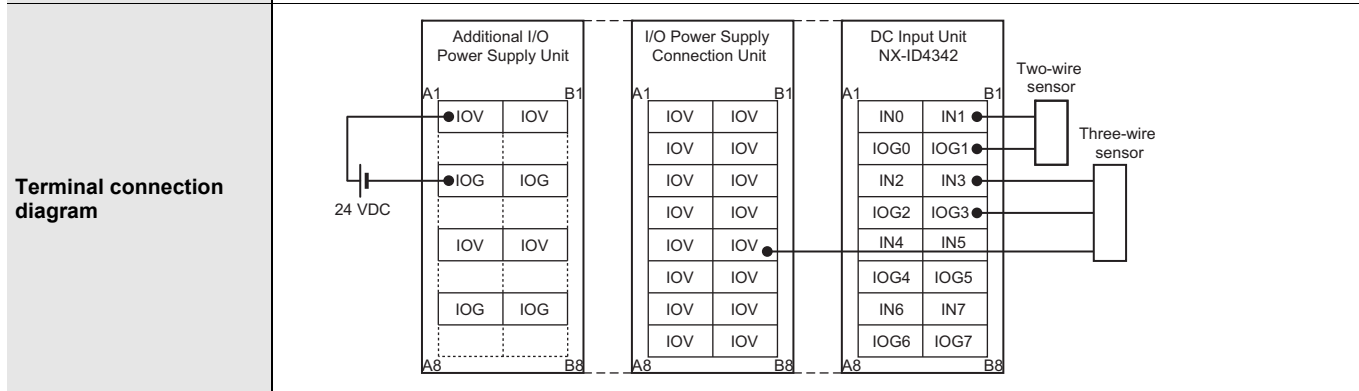 Terminal connection
diagram
24 VDC
Additional I/O
Power Supply Unit
A1 B1
IOV IOV
IOG IOG
IOV IOV
IOG IOG
A8 B8
I/O Power Supply
Connection Unit
A1 B1
IOV IOV
IOV IOV
IOV IOV
IOV IOV
IOV IOV
IOV IOV
IOV IOV
IOV IOV
A8 B8
DC Input Unit
NX-ID4342
A1 B1
IN0 IN1
IOG0 IOG1
IN2 IN3
IOG2 IOG3
IN4 IN5
IOG4 IOG5
IN6 IN7
IOG6 IOG7
A8 B8
Two-wire
sensor
Three-wire
sensor